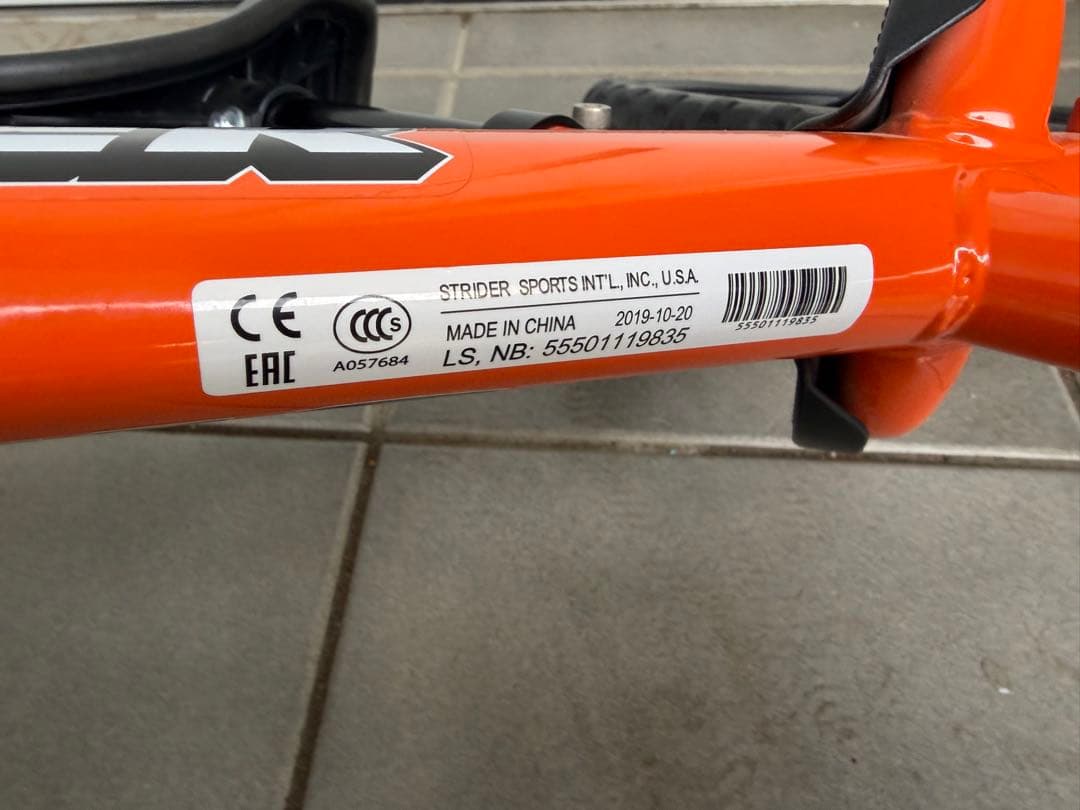 CE
EAC
CCC S
A057684
STRIDER SPORTS INT'L., INC., U.S.A.
MADE IN CHINA 2019-10-20
LS, NB: 55501119835
55501119835